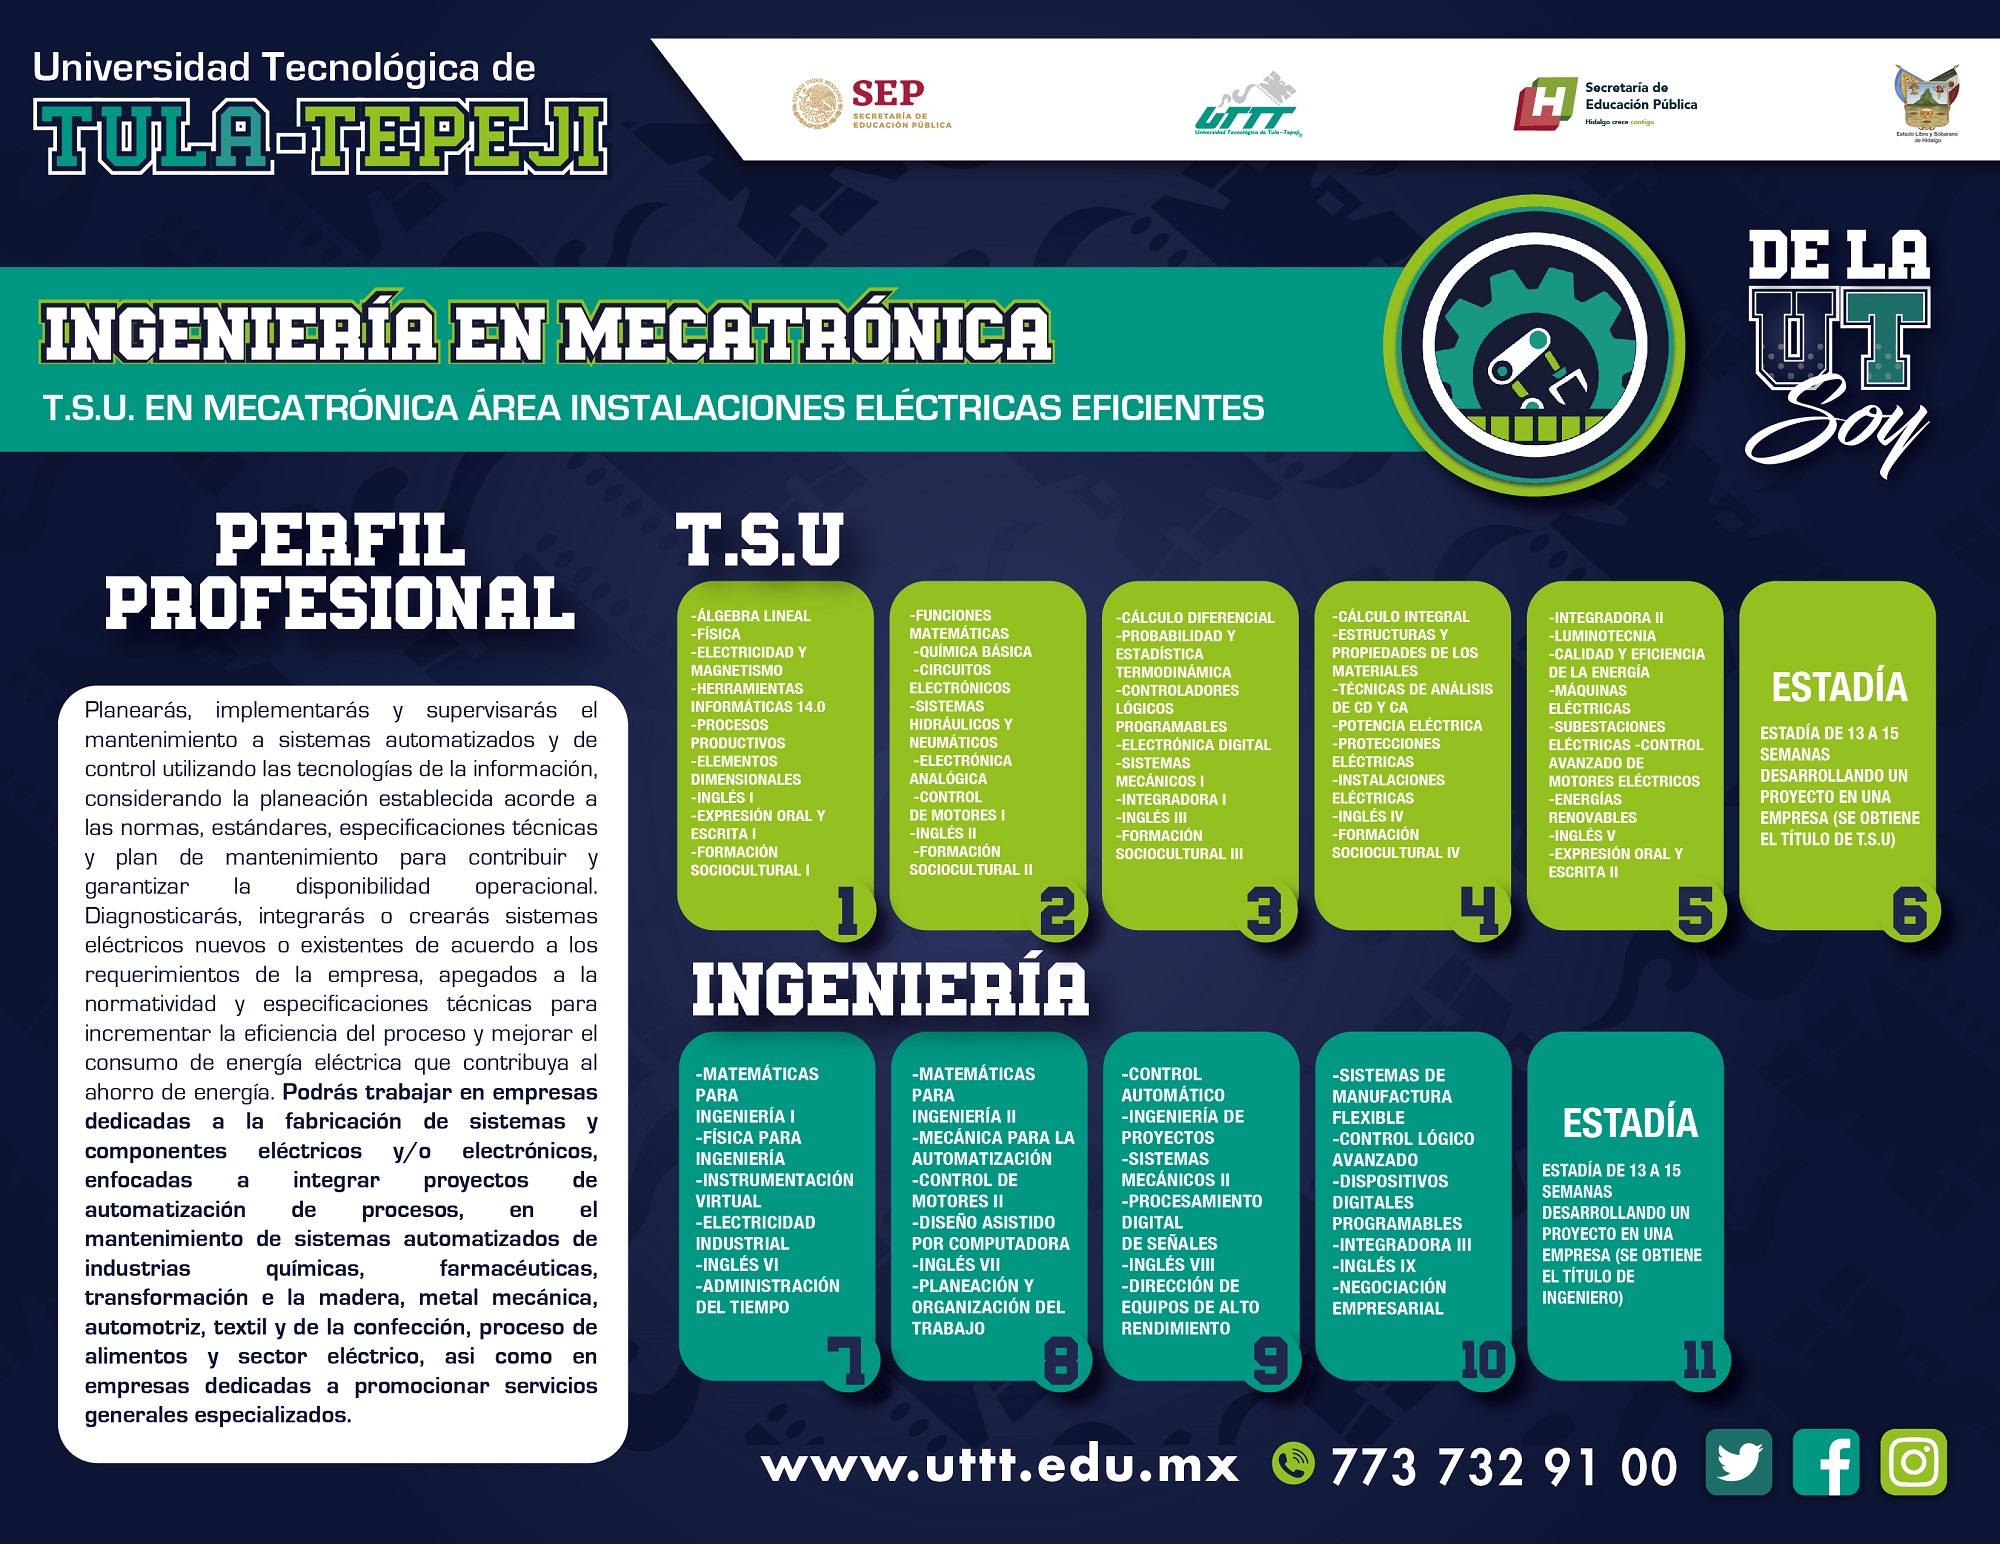 Universidad Tecnológica de
TULA-TEPEJI
SEP
SECRETARÍA DE
EDUCACIÓN PÚBLICA
UTTT
Universidad Tecnológica de Tula-Tepeji
H
Secretaría de
Educación Pública
Hidalgo crece contigo
Estado Libre y Soberano
de Hidalgo
DE LA
UT
Soy
INGENIERÍA EN MECATRÓNICA
T.S.U. EN MECATRÓNICA ÁREA INSTALACIONES ELÉCTRICAS EFICIENTES
PERFIL
PROFESIONAL
Planearás, implementarás y supervisarás el
mantenimiento a sistemas automatizados y de
control utilizando las tecnologías de la información,
considerando la planeación establecida acorde a
las normas, estándares, especificaciones técnicas
y plan de mantenimiento para contribuir y
garantizar la disponibilidad operacional.
Diagnosticarás, integrarás o crearás sistemas
eléctricos nuevos o existentes de acuerdo a los
requerimientos de la empresa, apegados a la
normatividad y especificaciones técnicas para
incrementar la eficiencia del proceso y mejorar el
consumo de energía eléctrica que contribuya al
ahorro de energía. Podrás trabajar en empresas
dedicadas a la fabricación de sistemas y
componentes eléctricos y/o electrónicos,
enfocadas a integrar proyectos de
automatización de procesos, en el
mantenimiento de sistemas automatizados de
industrias químicas, farmacéuticas,
transformación e la madera, metal mecánica,
automotriz, textil y de la confección, proceso de
alimentos y sector eléctrico, asi como en
empresas dedicadas a promocionar servicios
generales especializados.
T.S.U
-ÁLGEBRA LINEAL
-FÍSICA
-ELECTRICIDAD Y
MAGNETISMO
-HERRAMIENTAS
INFORMÁTICAS 14.0
-PROCESOS
PRODUCTIVOS
-ELEMENTOS
DIMENSIONALES
-INGLÉS I
-EXPRESIÓN ORAL Y
ESCRITA I
-FORMACIÓN
SOCIOCULTURAL I
1
-FUNCIONES
MATEMÁTICAS
-QUÍMICA BÁSICA
-CIRCUITOS
ELECTRÓNICOS
-SISTEMAS
HIDRÁULICOS Y
NEUMÁTICOS
-ELECTRÓNICA
ANALÓGICA
-CONTROL
DE MOTORES I
-INGLÉS II
-FORMACIÓN
SOCIOCULTURAL II
2
-CÁLCULO DIFERENCIAL
-PROBABILIDAD Y
ESTADÍSTICA
TERMODINÁMICA
-CONTROLADORES
LÓGICOS
PROGRAMABLES
-ELECTRÓNICA DIGITAL
-SISTEMAS
MECÁNICOS I
-INTEGRADORA I
-INGLÉS III
-FORMACIÓN
SOCIOCULTURAL III
3
-CÁLCULO INTEGRAL
-ESTRUCTURAS Y
PROPIEDADES DE LOS
MATERIALES
-TÉCNICAS DE ANÁLISIS
DE CD Y CA
-POTENCIA ELÉCTRICA
-PROTECCIONES
ELÉCTRICAS
-INSTALACIONES
ELÉCTRICAS
-INGLÉS IV
-FORMACIÓN
SOCIOCULTURAL IV
4
-INTEGRADORA II
-LUMINOTECNIA
-CALIDAD Y EFICIENCIA
DE LA ENERGÍA
-MÁQUINAS
ELÉCTRICAS
-SUBESTACIONES
ELÉCTRICAS -CONTROL
AVANZADO DE
MOTORES ELÉCTRICOS
-ENERGÍAS
RENOVABLES
-INGLÉS V
-EXPRESIÓN ORAL Y
ESCRITA II
5
ESTADÍA
ESTADÍA DE 13 A 15
SEMANAS
DESARROLLANDO UN
PROYECTO EN UNA
EMPRESA (SE OBTIENE
EL TÍTULO DE T.S.U)
6
INGENIERÍA
-MATEMÁTICAS
PARA
INGENIERÍA I
-FÍSICA PARA
INGENIERÍA
-INSTRUMENTACIÓN
VIRTUAL
-ELECTRICIDAD
INDUSTRIAL
-INGLÉS VI
-ADMINISTRACIÓN
DEL TIEMPO
7
-MATEMÁTICAS
PARA
INGENIERÍA II
-MECÁNICA PARA LA
AUTOMATIZACIÓN
-CONTROL DE
MOTORES II
-DISEÑO ASISTIDO
POR COMPUTADORA
-INGLÉS VII
-PLANEACIÓN Y
ORGANIZACIÓN DEL
TRABAJO
8
-CONTROL
AUTOMÁTICO
-INGENIERÍA DE
PROYECTOS
-SISTEMAS
MECÁNICOS II
-PROCESAMIENTO
DIGITAL
DE SEÑALES
-INGLÉS VIII
-DIRECCIÓN DE
EQUIPOS DE ALTO
RENDIMIENTO
9
-SISTEMAS DE
MANUFACTURA
FLEXIBLE
-CONTROL LÓGICO
AVANZADO
-DISPOSITIVOS
DIGITALES
PROGRAMABLES
-INTEGRADORA III
-INGLÉS IX
-NEGOCIACIÓN
EMPRESARIAL
10
ESTADÍA
ESTADÍA DE 13 A 15
SEMANAS
DESARROLLANDO UN
PROYECTO EN UNA
EMPRESA (SE OBTIENE
EL TÍTULO DE
INGENIERO)
11
www.uttt.edu.mx
773 732 91 00